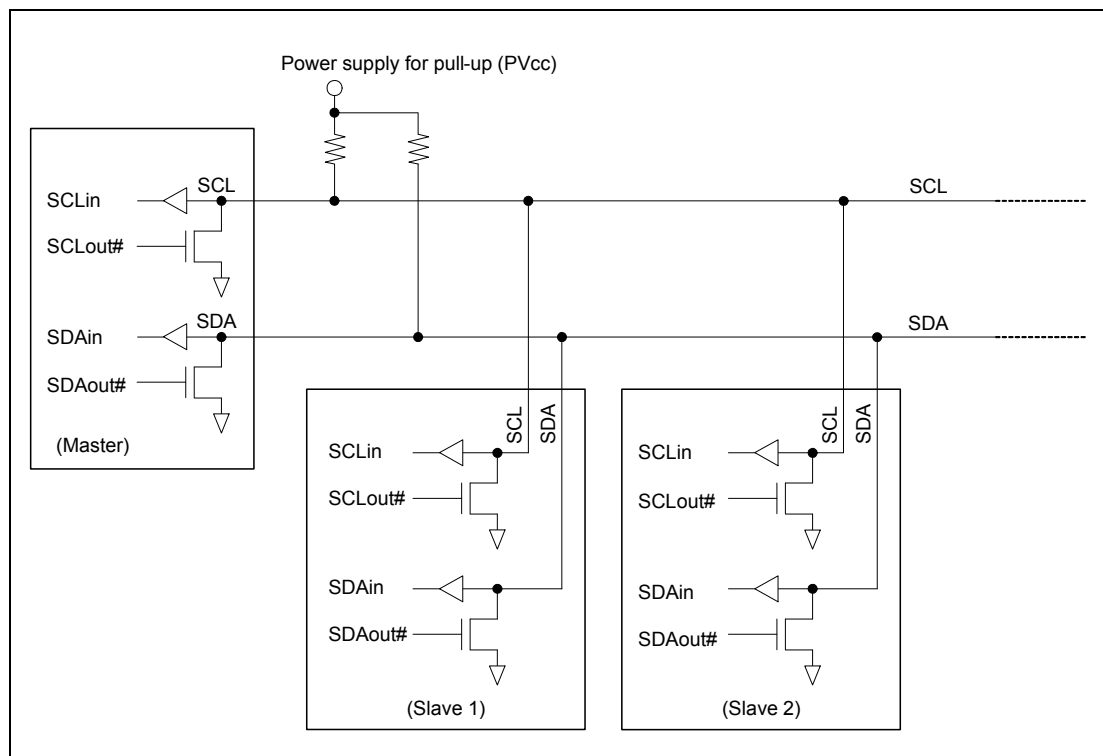 Power supply for pull-up (PVcc)
SCL
SCLin
SCLout#
SCL
SDA
SDAin
SDAout#
SDA
(Master)
SCL
SDA
SCLin
SCLout#
SDAin
SDAout#
(Slave 1)
SCL
SDA
SCLin
SCLout#
SDAin
SDAout#
(Slave 2)